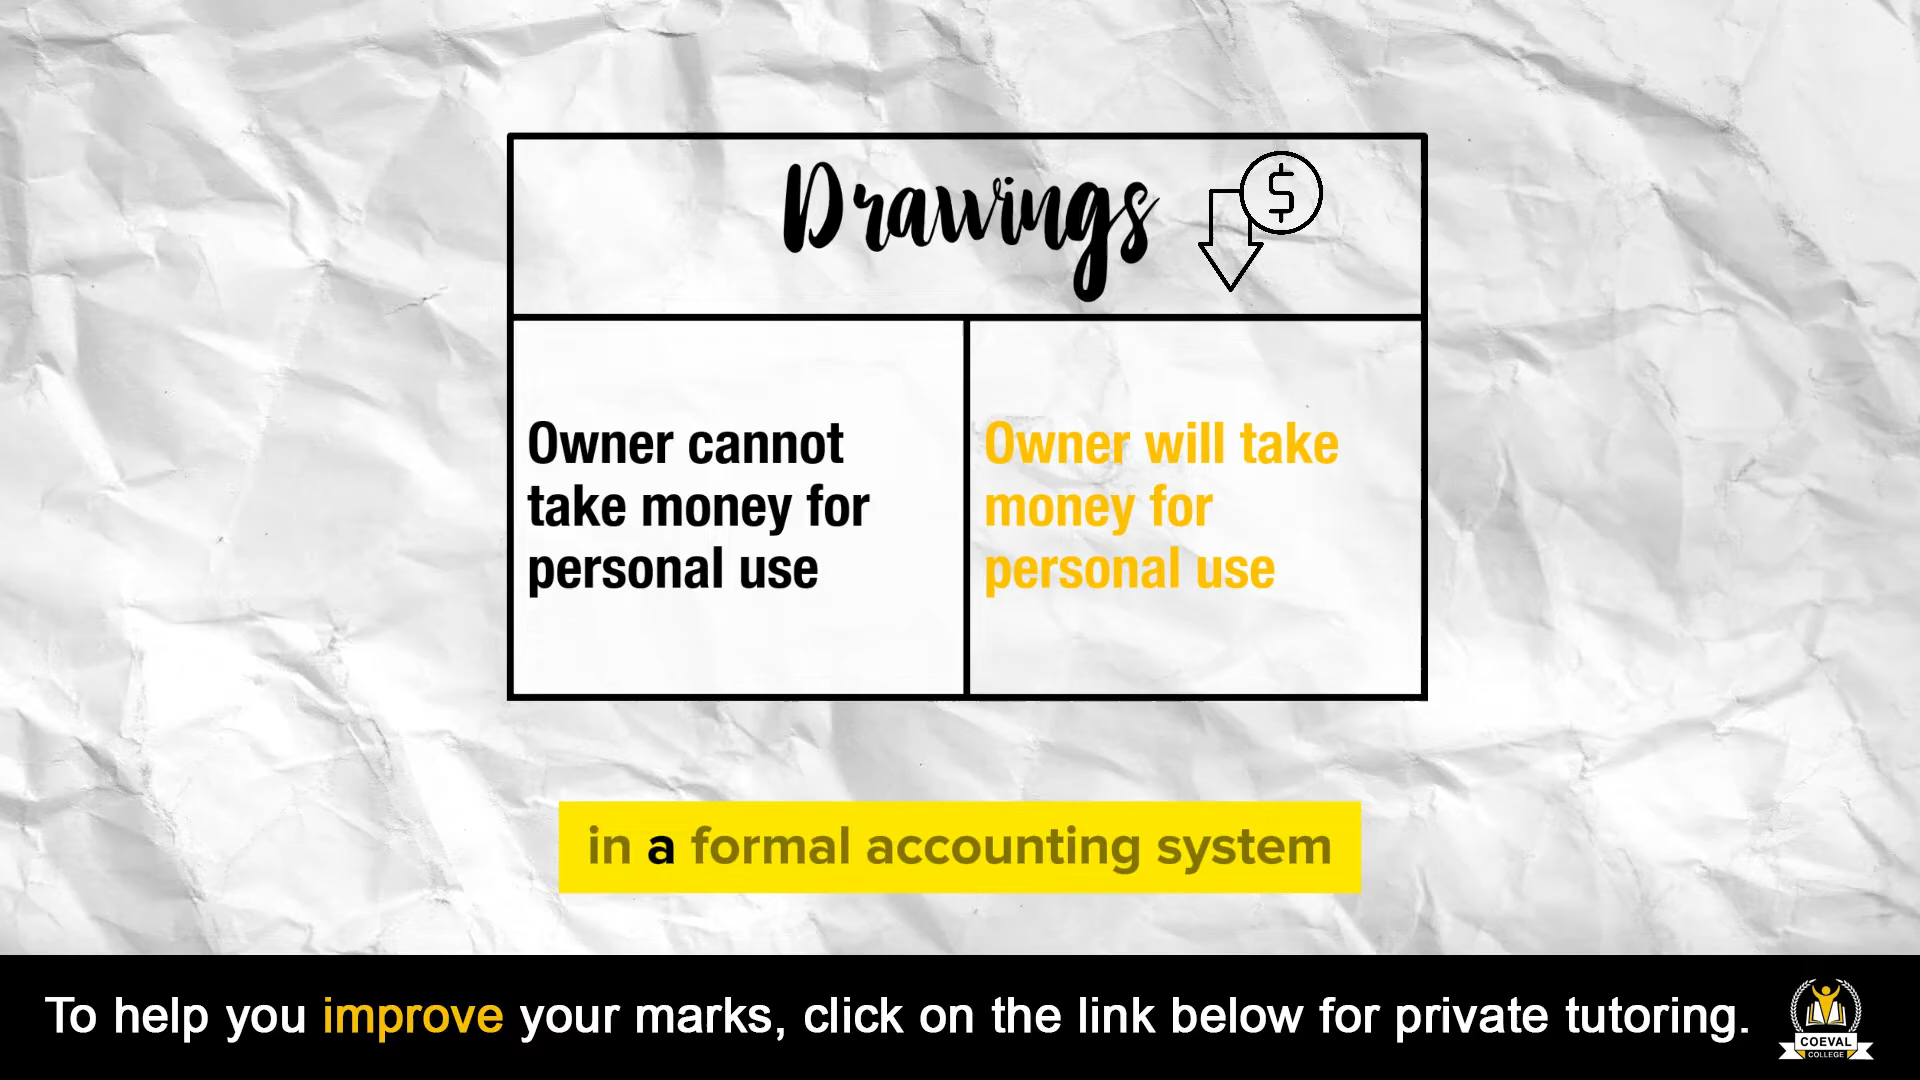 Drawings
$
Owner cannot
take money for
personal use
Owner will take
money for
personal use
in a formal accounting system
To help you improve your marks, click on the link below for private tutoring.
COEVAL
COLLEGE